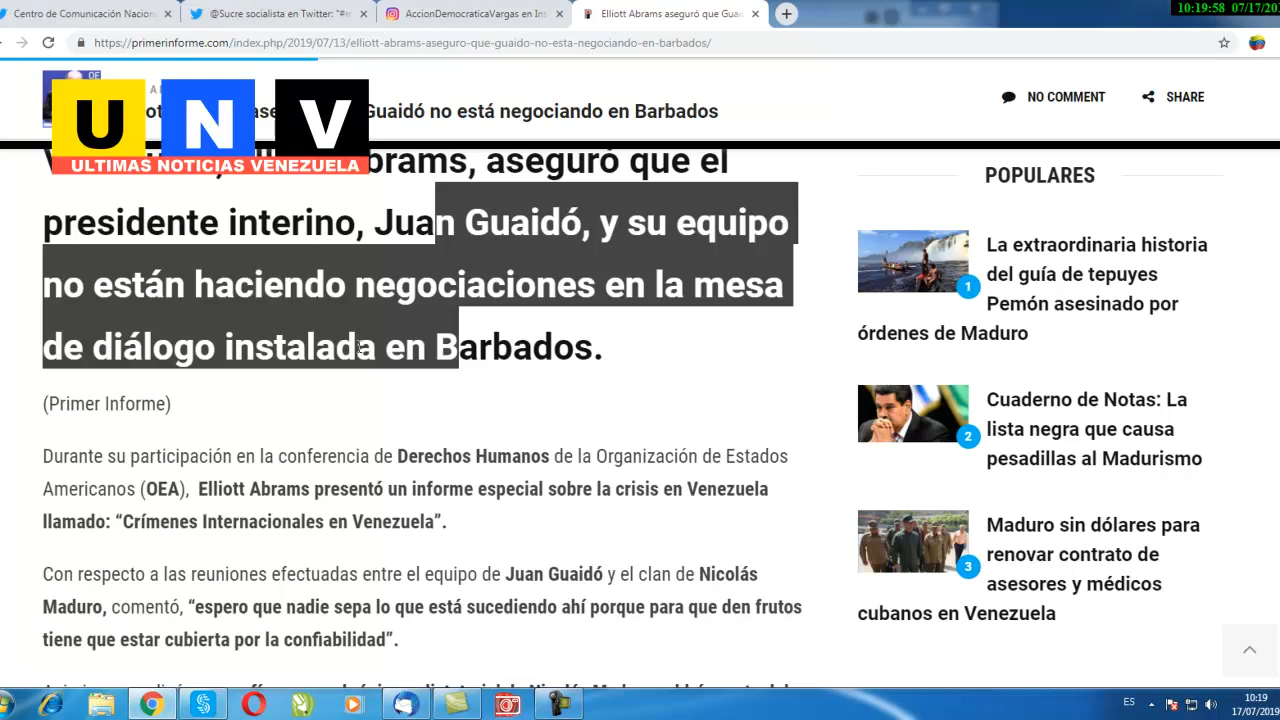 10:19:58 07/17/20
Centro de Comunicación Nacion
@Sucre socialista en Twitter: "#m
AccionDemocraticaVargas en Ins
Elliott Abrams aseguró que Guai
https://primerinforme.com/index.php/2019/07/13/elliott-abrams-aseguro-que-guaido-no-esta-negociando-en-barbados/
Guaidó no está negociando en Barbados
NO COMMENT
SHARE
U N V
ULTIMAS NOTICIAS VENEZUELA
brams, aseguró que el
presidente interino, Juan Guaidó, y su equipo
no están haciendo negociaciones en la mesa
de diálogo instalada en Barbados.
(Primer Informe)
Durante su participación en la conferencia de Derechos Humanos de la Organización de Estados
Americanos (OEA), Elliott Abrams presentó un informe especial sobre la crisis en Venezuela
llamado: “Crímenes Internacionales en Venezuela”.
Con respecto a las reuniones efectuadas entre el equipo de Juan Guaidó y el clan de Nicolás
Maduro, comentó, “espero que nadie sepa lo que está sucediendo ahí porque para que den frutos
tiene que estar cubierta por la confiabilidad”.
POPULARES
La extraordinaria historia
del guía de tepuyes
Pemón asesinado por
órdenes de Maduro
1
Cuaderno de Notas: La
lista negra que causa
pesadillas al Madurismo
2
Maduro sin dólares para
renovar contrato de
asesores y médicos
cubanos en Venezuela
3
ES
10:19
17/07/2019